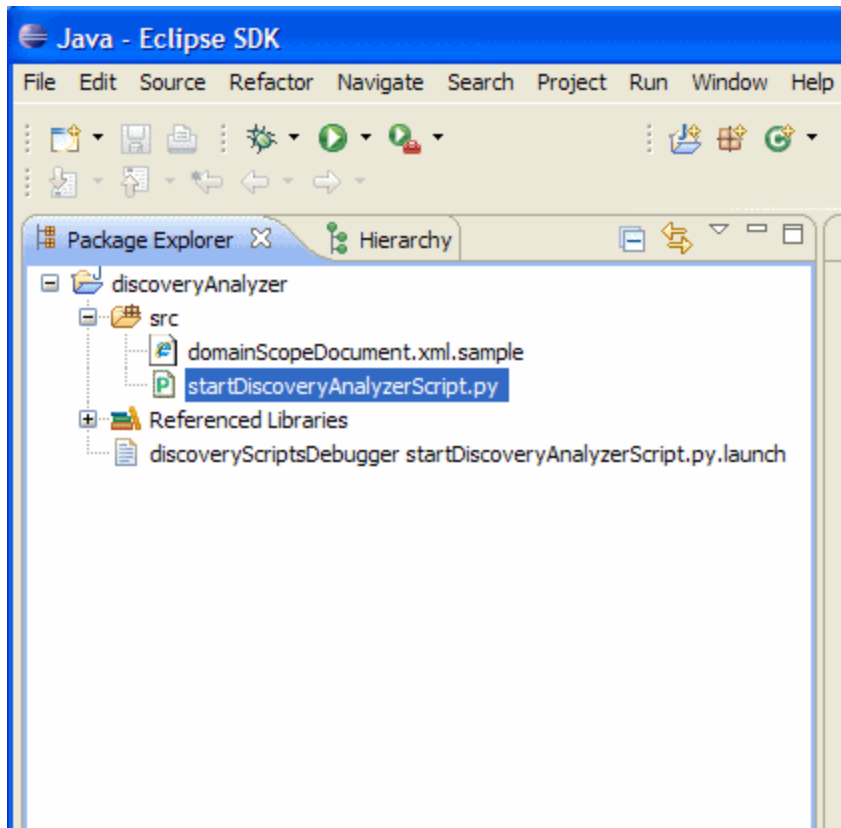 Java - Eclipse SDK
File Edit Source Refactor Navigate Search Project Run Window Help
Package Explorer Hierarchy
discoveryAnalyzer
src
domainScopeDocument.xml.sample
startDiscoveryAnalyzerScript.py
Referenced Libraries
discoveryScriptsDebugger startDiscoveryAnalyzerScript.py.launch